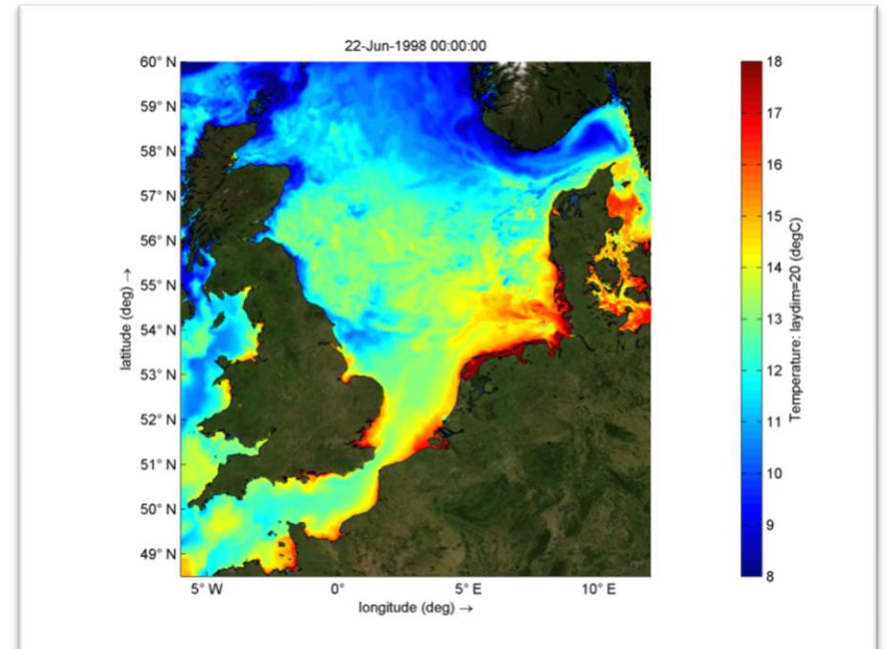 22-Jun-1998 00:00:00
60° N
59° N
58° N
57° N
56° N
55° N
54° N
53° N
52° N
51° N
50° N
49° N
latitude (deg) →
5° W
0°
5° E
10° E
longitude (deg) →
18
17
16
15
14
13
12
11
10
9
8
Temperature: laydim=20 (degC)